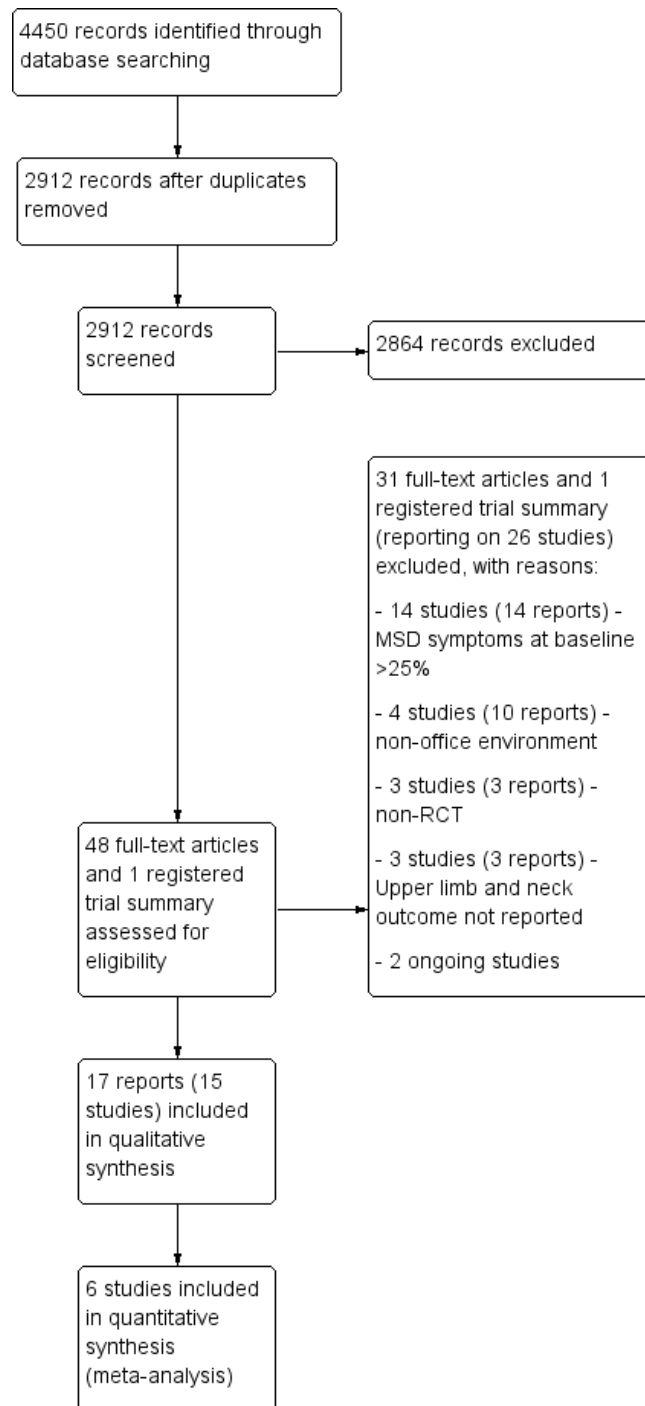 4450 records identified through
database searching
2912 records after duplicates
removed
2912 records
screened
2864 records excluded
31 full-text articles and 1
registered trial summary
(reporting on 26 studies)
excluded, with reasons:
- 14 studies (14 reports) -
MSD symptoms at baseline
>25%
- 4 studies (10 reports) -
non-office environment
- 3 studies (3 reports) -
non-RCT
- 3 studies (3 reports) -
Upper limb and neck
outcome not reported
- 2 ongoing studies
48 full-text articles
and 1 registered
trial summary
assessed for
eligibility
17 reports (15
studies) included
in qualitative
synthesis
6 studies included
in quantitative
synthesis
(meta-analysis)